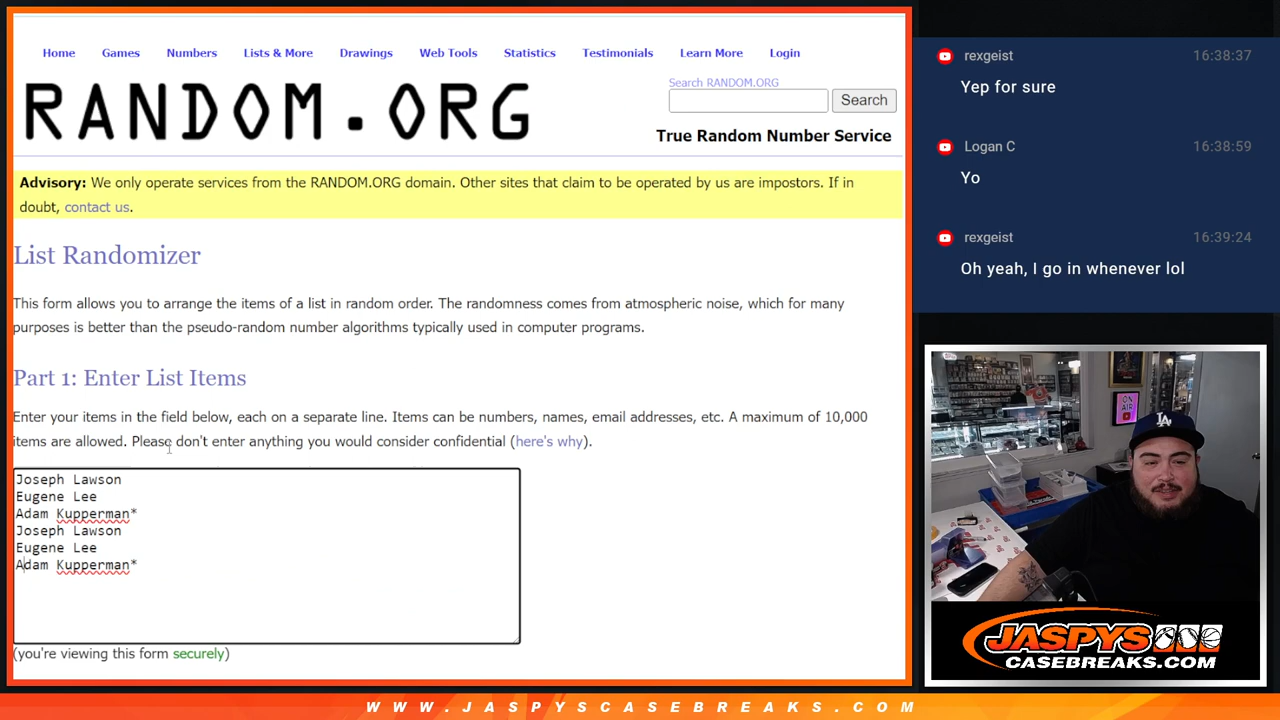 Home Games Numbers Lists & More Drawings Web Tools Statistics Testimonials Learn More Login
Search RANDOM.ORG
RANDOM.ORG
Search
True Random Number Service
Advisory: We only operate services from the RANDOM.ORG domain. Other sites that claim to be operated by us are impostors. If in
doubt, contact us.
List Randomizer
This form allows you to arrange the items of a list in random order. The randomness comes from atmospheric noise, which for many
purposes is better than the pseudo-random number algorithms typically used in computer programs.
Part 1: Enter List Items
Enter your items in the field below, each on a separate line. Items can be numbers, names, email addresses, etc. A maximum of 10,000
items are allowed. Please don't enter anything you would consider confidential (here's why).
Joseph Lawson
Eugene Lee
Adam Kupperman*
Joseph Lawson
Eugene Lee
Adam Kupperman*
(you're viewing this form securely)
rexgeist 16:38:37
Yep for sure
Logan C 16:38:59
Yo
rexgeist 16:39:24
Oh yeah, I go in whenever lol
ON AIR
LA
JASPYS
CASEBREAKS.COM
WWW.JASPYSCASEBREAKS.COM